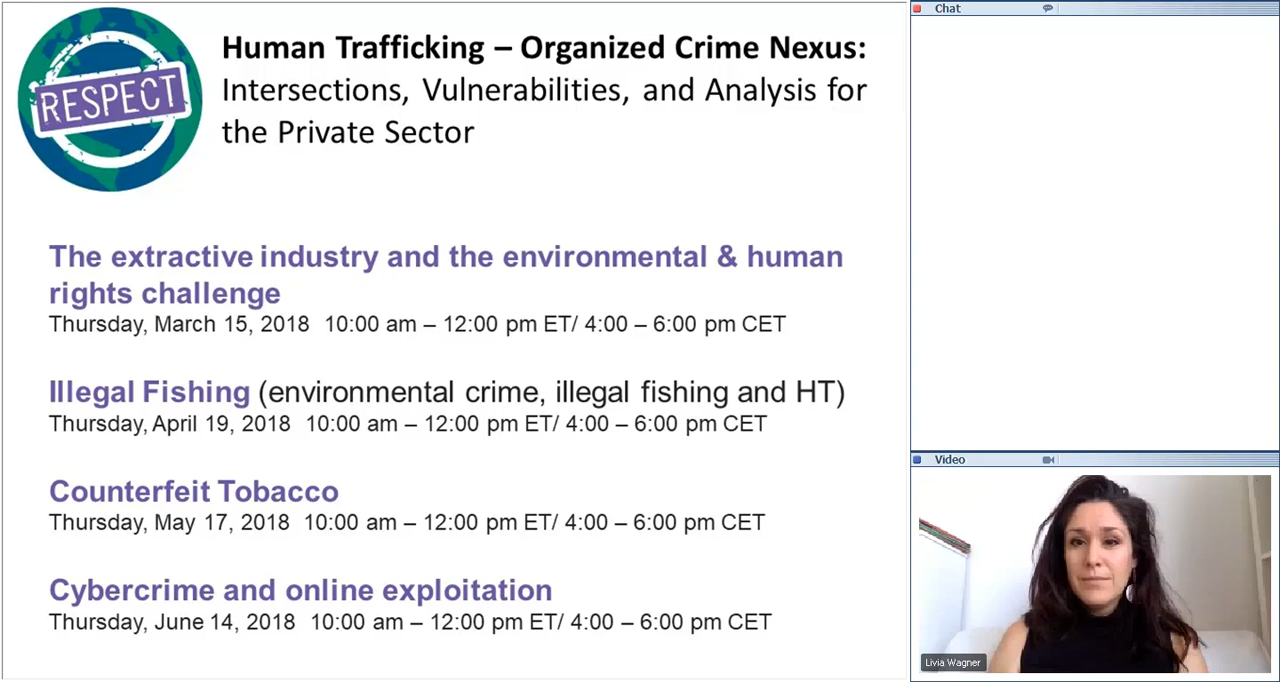 RESPECT
Human Trafficking – Organized Crime Nexus:
Intersections, Vulnerabilities, and Analysis for
the Private Sector
The extractive industry and the environmental & human
rights challenge
Thursday, March 15, 2018 10:00 am – 12:00 pm ET/ 4:00 – 6:00 pm CET
Illegal Fishing (environmental crime, illegal fishing and HT)
Thursday, April 19, 2018 10:00 am – 12:00 pm ET/ 4:00 – 6:00 pm CET
Counterfeit Tobacco
Thursday, May 17, 2018 10:00 am – 12:00 pm ET/ 4:00 – 6:00 pm CET
Cybercrime and online exploitation
Thursday, June 14, 2018 10:00 am – 12:00 pm ET/ 4:00 – 6:00 pm CET
Chat
Video
Livia Wagner